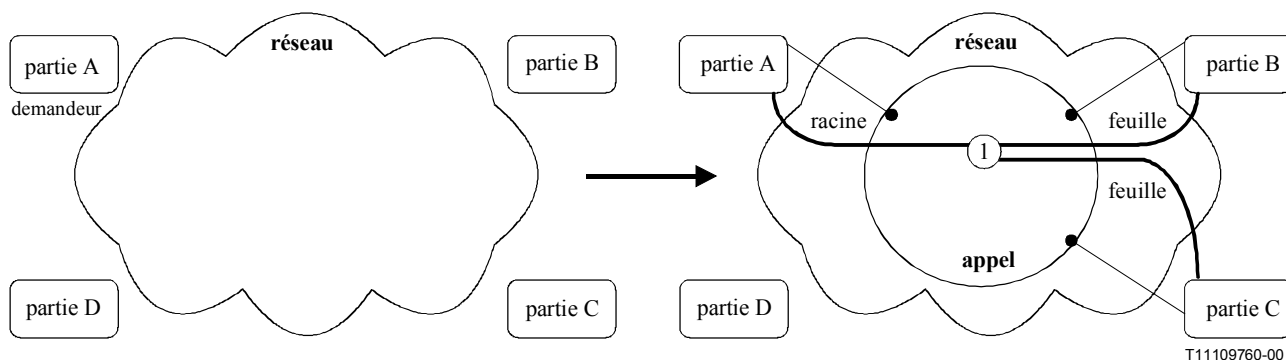 réseau
partie A
partie B
demandeur
partie D
partie C
réseau
partie A
partie B
racine
feuille
1
feuille
appel
partie D
partie C
T11109760-00